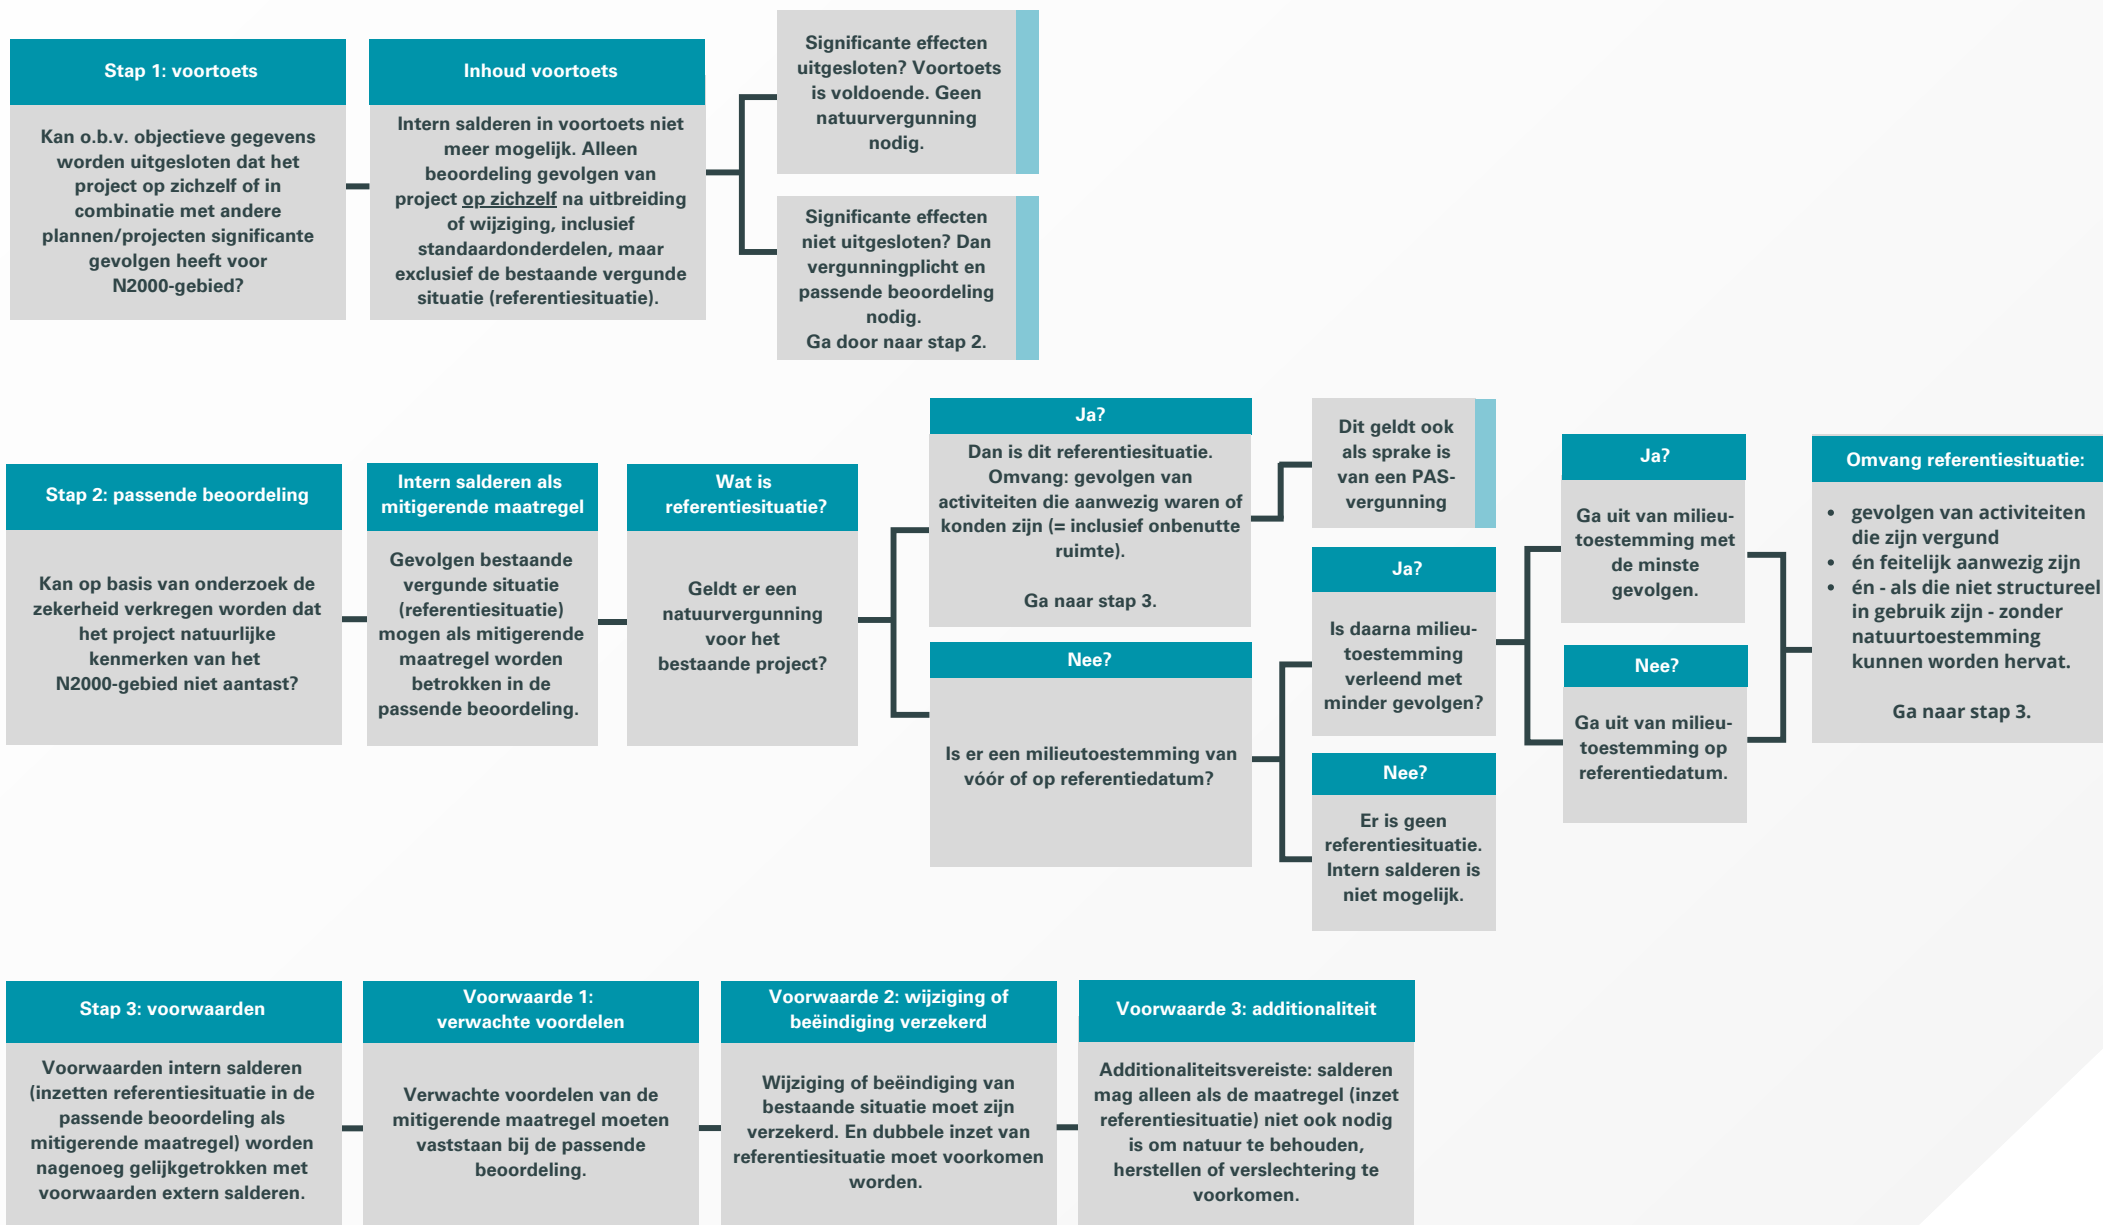 Stap 1: voortoets
Kan o.b.v. objectieve gegevens
worden uitgesloten dat het
project op zichzelf of in
combinatie met andere
plannen/projecten significante
gevolgen heeft voor
N2000-gebied?
Inhoud voortoets
Intern salderen in voortoets niet
meer mogelijk. Alleen
beoordeling gevolgen van
project op zichzelf na uitbreiding
of wijziging, inclusief
standaardonderdelen, maar
exclusief de bestaande vergunde
situatie (referentiesituatie).
Significante effecten
uitgesloten? Voortoets
is voldoende. Geen
natuurvergunning
nodig.
Significante effecten
niet uitgesloten? Dan
vergunningplicht en
passende beoordeling
nodig.
Ga door naar stap 2.
Stap 2: passende beoordeling
Kan op basis van onderzoek de
zekerheid verkregen worden dat
het project natuurlijke
kenmerken van het
N2000-gebied niet aantast?
Intern salderen als
mitigerende maatregel
Gevolgen bestaande
vergunde situatie
(referentiesituatie)
mogen als mitigerende
maatregel worden
betrokken in de
passende beoordeling.
Wat is
referentiesituatie?
Geldt er een
natuurvergunning
voor het
bestaande project?
Ja?
Dan is dit referentiesituatie.
Omvang: gevolgen van
activiteiten die aanwezig waren of
konden zijn (= inclusief onbenutte
ruimte).
Ga naar stap 3.
Dit geldt ook
als sprake is
van een PAS-
vergunning
Nee?
Is er een milieutoestemming van
vóór of op referentiedatum?
Ja?
Is daarna milieu-
toestemming
verleend met
minder gevolgen?
Nee?
Er is geen
referentiesituatie.
Intern salderen is
niet mogelijk.
Ja?
Ga uit van milieu-
toestemming met
de minste
gevolgen.
Nee?
Ga uit van milieu-
toestemming op
referentiedatum.
Omvang referentiesituatie:
• gevolgen van activiteiten
die zijn vergund
• én feitelijk aanwezig zijn
• én - als die niet structureel
in gebruik zijn - zonder
natuurtoestemming
kunnen worden hervat.
Ga naar stap 3.
Stap 3: voorwaarden
Voorwaarden intern salderen
(inzetten referentiesituatie in de
passende beoordeling als
mitigerende maatregel) worden
nagenoeg gelijkgetrokken met
voorwaarden extern salderen.
Voorwaarde 1:
verwachte voordelen
Verwachte voordelen van de
mitigerende maatregel moeten
vaststaan bij de passende
beoordeling.
Voorwaarde 2: wijziging of
beëindiging verzekerd
Wijziging of beëindiging van
bestaande situatie moet zijn
verzekerd. En dubbele inzet van
referentiesituatie moet voorkomen
worden.
Voorwaarde 3: additionaliteit
Additionaliteitsvereiste: salderen
mag alleen als de maatregel (inzet
referentiesituatie) niet ook nodig
is om natuur te behouden,
herstellen of verslechtering te
voorkomen.